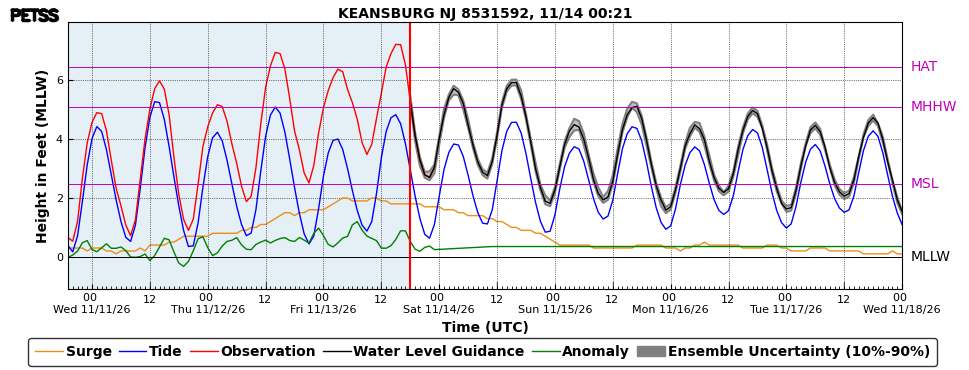 PETSS
KEANSBURG NJ 8531592, 11/14 00:21
Height in Feet (MLLW)
6
4
2
0
HAT
MHHW
MSL
MLLW
00 12 00 12 00 12 00 12 00 12 00 12 00 12 00
Wed 11/11/26 Thu 11/12/26 Fri 11/13/26 Sat 11/14/26 Sun 11/15/26 Mon 11/16/26 Tue 11/17/26 Wed 11/18/26
Time (UTC)
Surge Tide Observation Water Level Guidance Anomaly Ensemble Uncertainty (10%-90%)